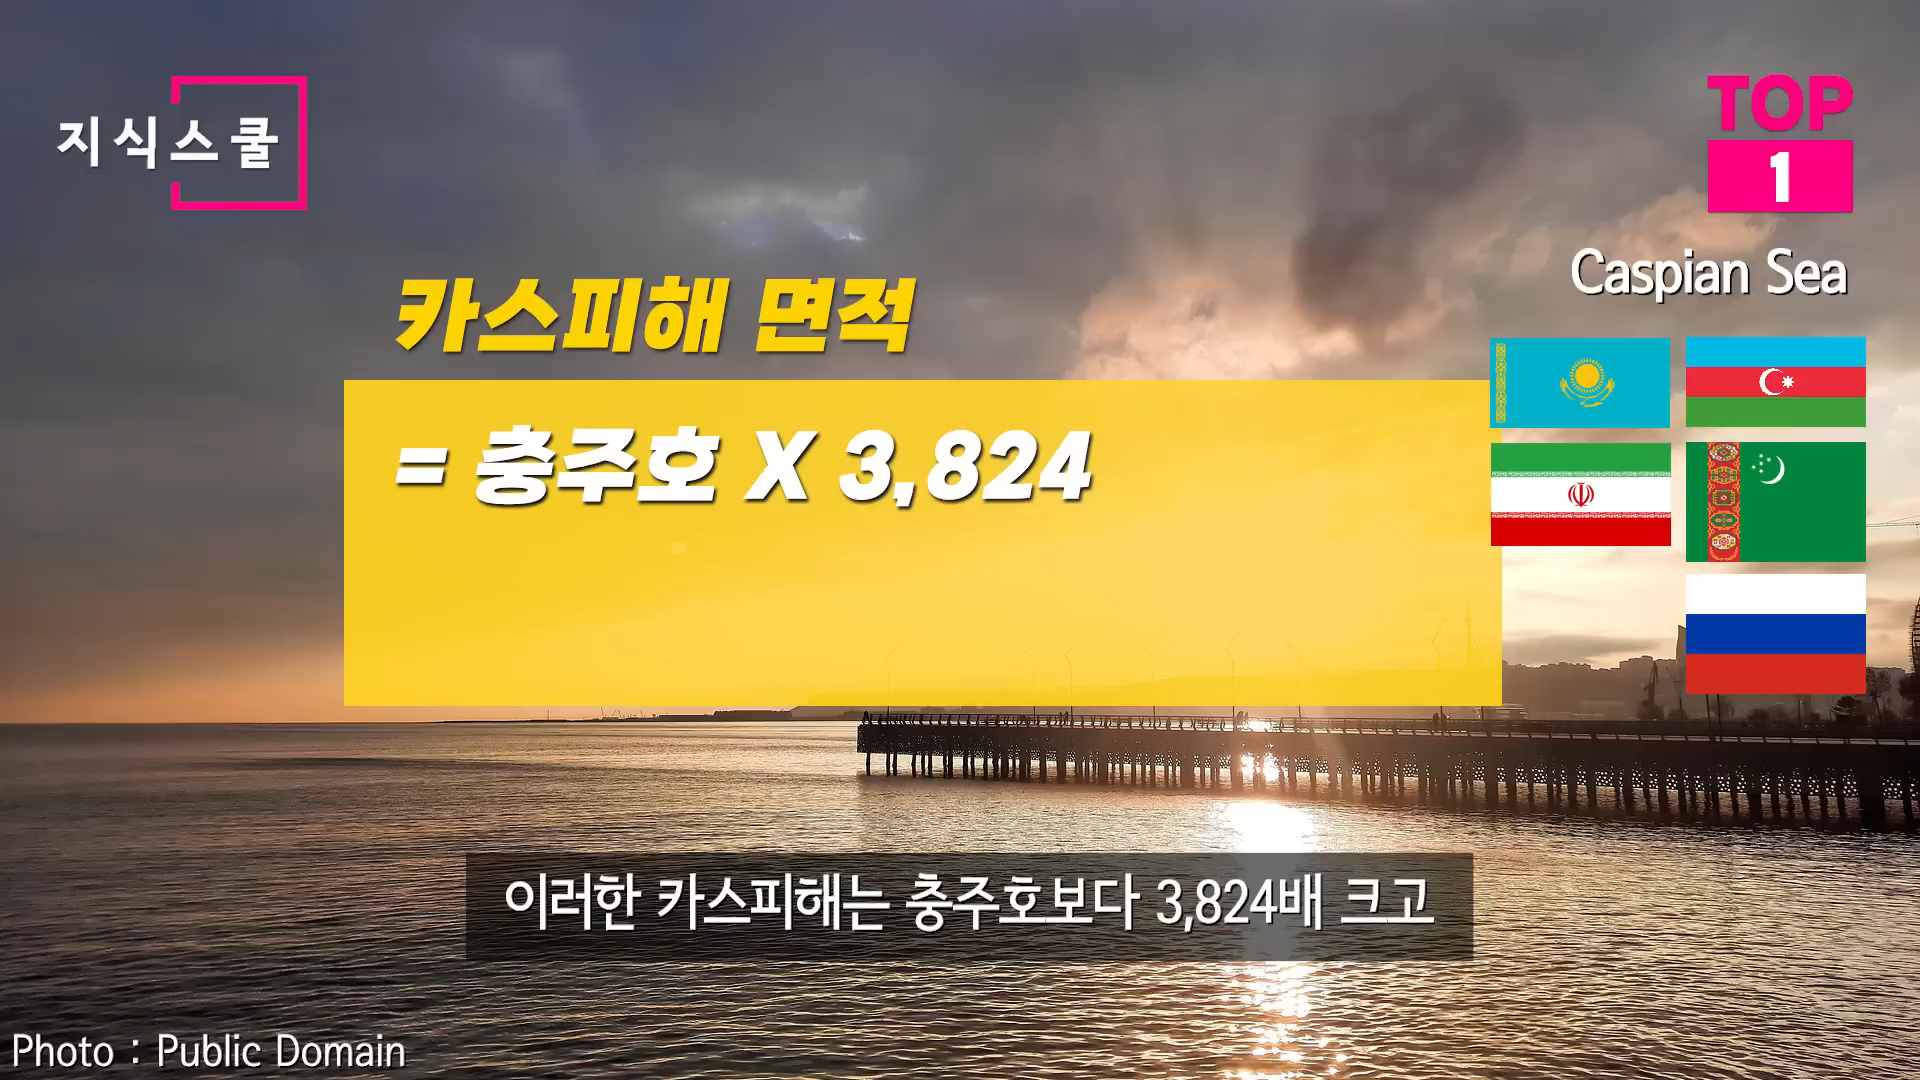 지식스쿨
TOP
1
Caspian Sea
카스피해 면적
= 충주호 X 3,824
이러한 카스피해는 충주호보다 3,824배 크고
Photo : Public Domain